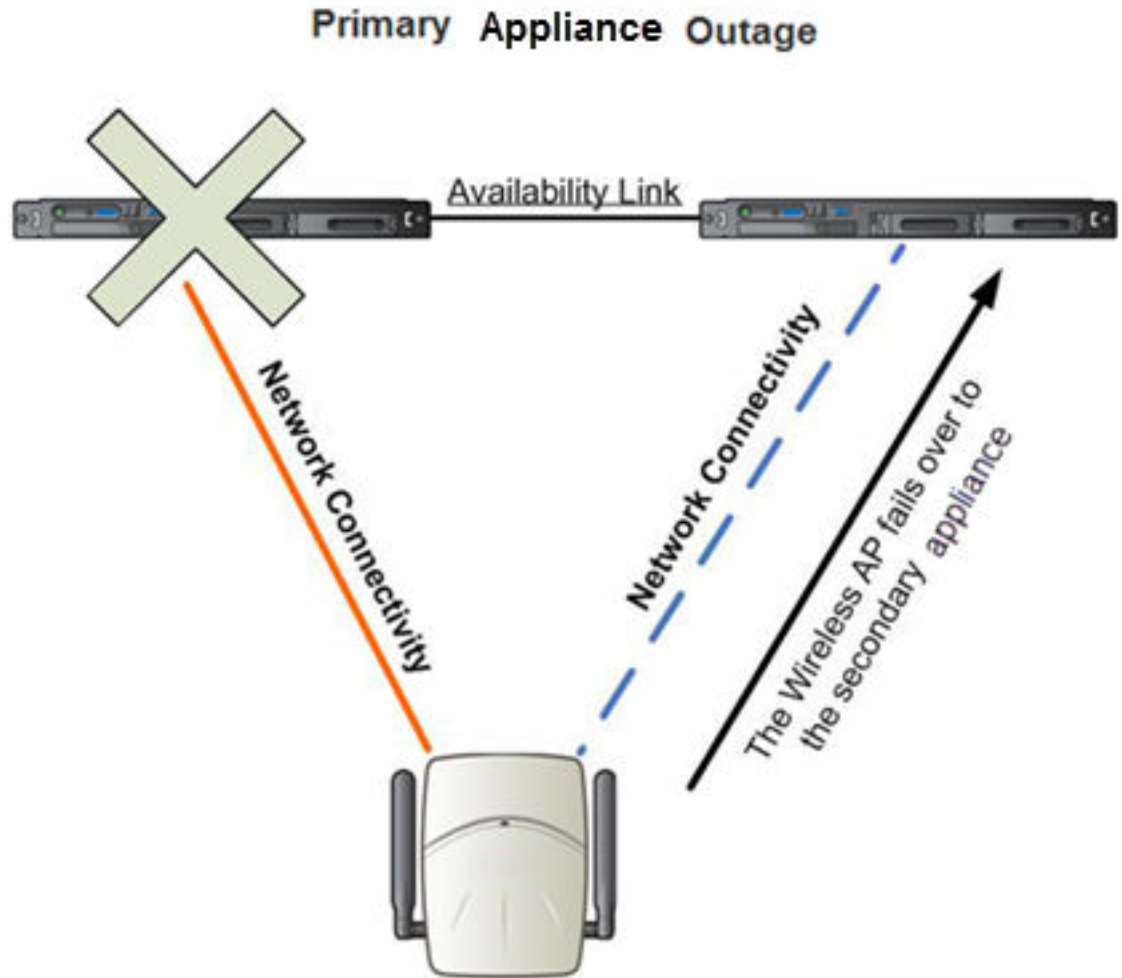 Primary Appliance Outage
Availability Link
Network Connectivity
Network Connectivity
The Wireless AP fails over to
the secondary appliance